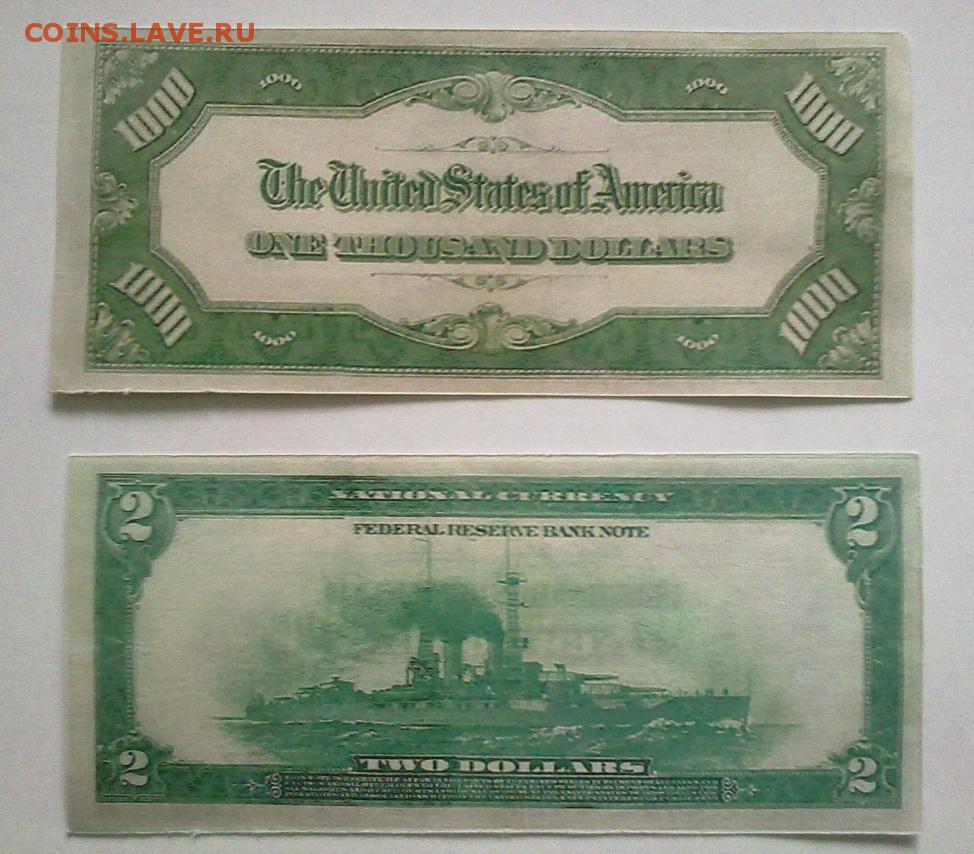 COINS.LAVE.RU
1000 1000 1000 1000
The United States of America
ONE THOUSAND DOLLARS
1000 1000 1000 1000
2 NATIONAL CURRENCY 2
FEDERAL RESERVE BANK NOTE
2 TWO DOLLARS 2